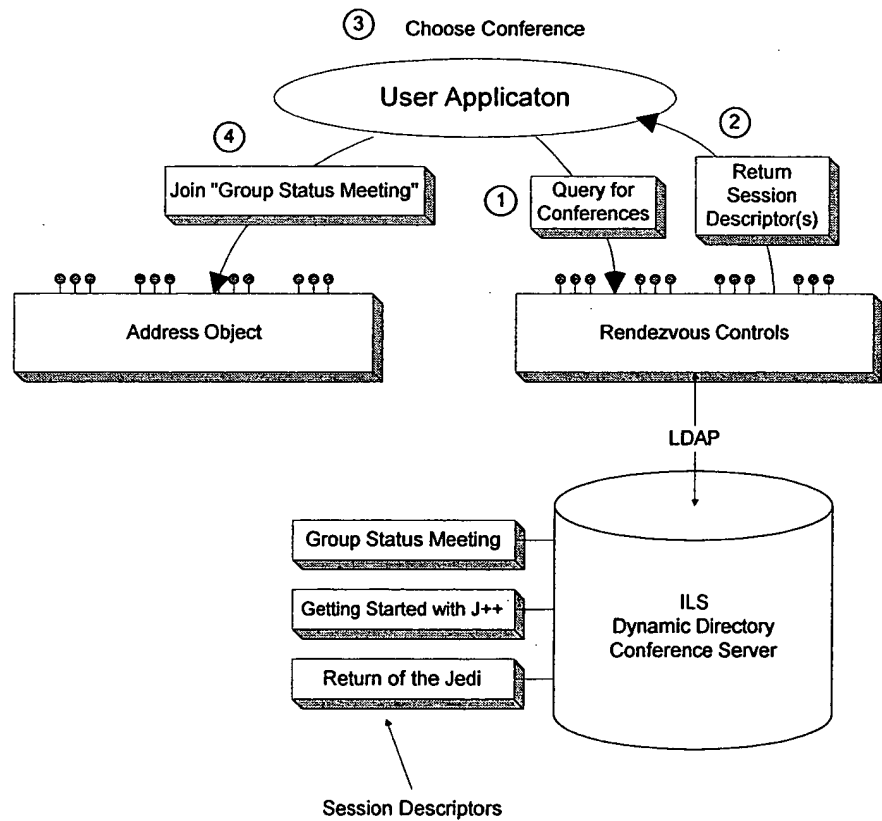 3 Choose Conference
User Applicaton
4
2
Join "Group Status Meeting"
1
Query for
Conferences
Return
Session
Descriptor(s)
Address Object
Rendezvous Controls
LDAP
Group Status Meeting
Getting Started with J++
Return of the Jedi
ILS
Dynamic Directory
Conference Server
Session Descriptors